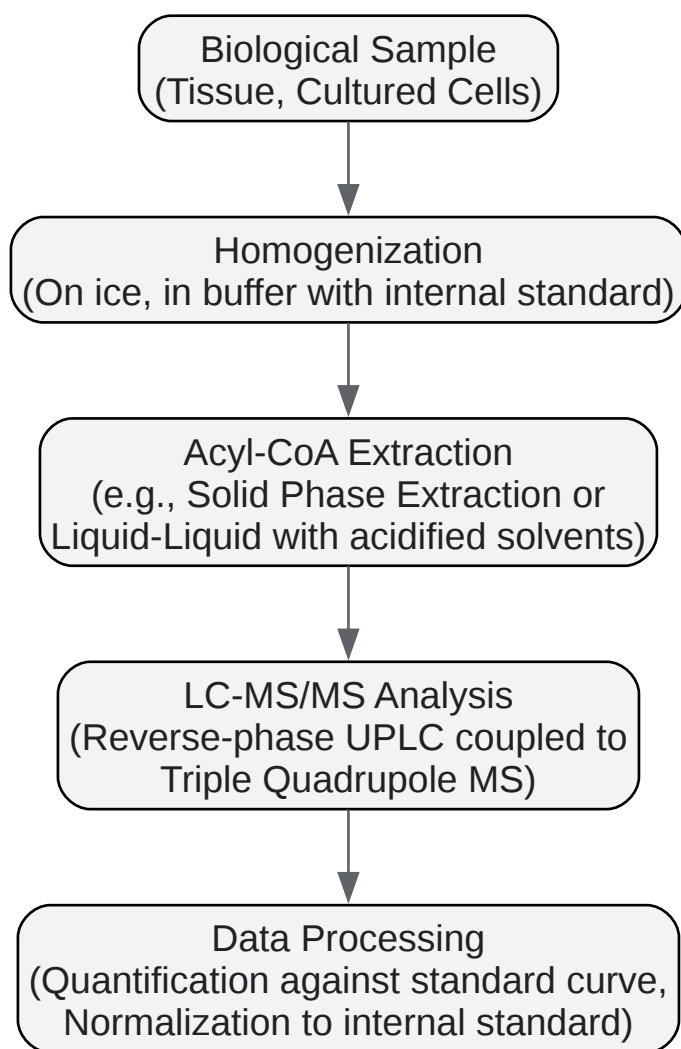 Biological Sample
(Tissue, Cultured Cells)
Homogenization
(On ice, in buffer with internal standard)
Acyl-CoA Extraction
(e.g., Solid Phase Extraction or
Liquid-Liquid with acidified solvents)
LC-MS/MS Analysis
(Reverse-phase UPLC coupled to
Triple Quadrupole MS)
Data Processing
(Quantification against standard curve,
Normalization to internal standard)